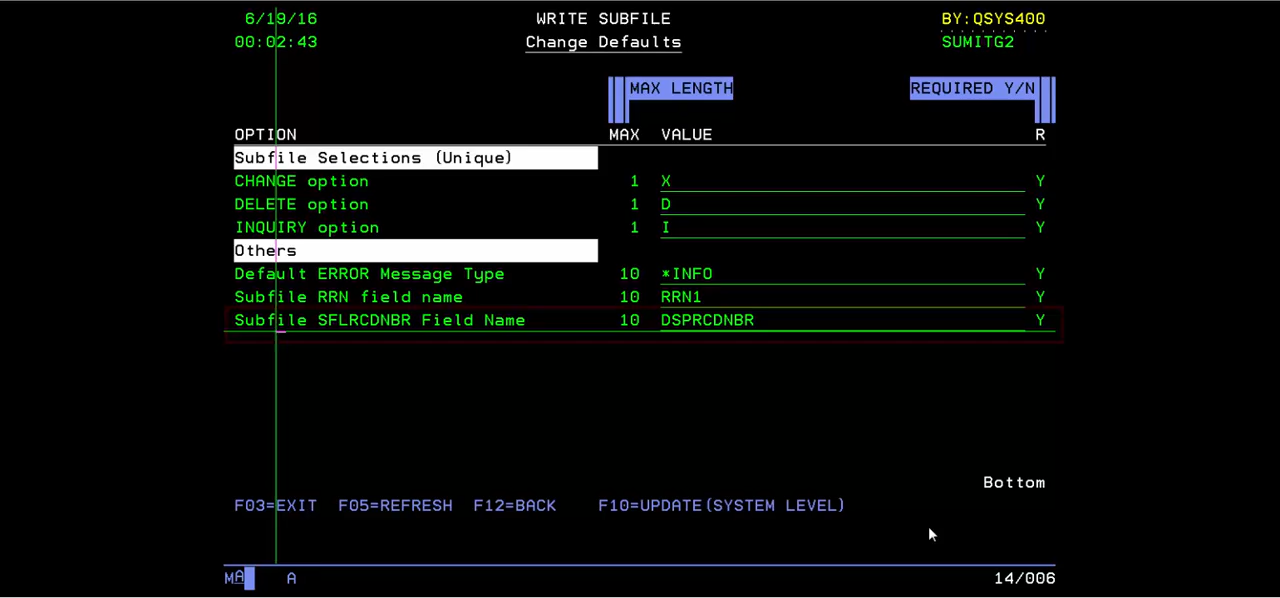 6/19/16 WRITE SUBFILE BY:QSYS400
00:02:43 Change Defaults SUMITG2
MAX LENGTH REQUIRED Y/N
OPTION MAX VALUE R
Subfile Selections (Unique)
CHANGE option 1 X Y
DELETE option 1 D Y
INQUIRY option 1 I Y
Others
Default ERROR Message Type 10 *INFO Y
Subfile RRN field name 10 RRN1 Y
Subfile SFLRCDNBR Field Name 10 DSPRCDNBR Y
Bottom
F03=EXIT F05=REFRESH F12=BACK F10=UPDATE(SYSTEM LEVEL)
MA A 14/006